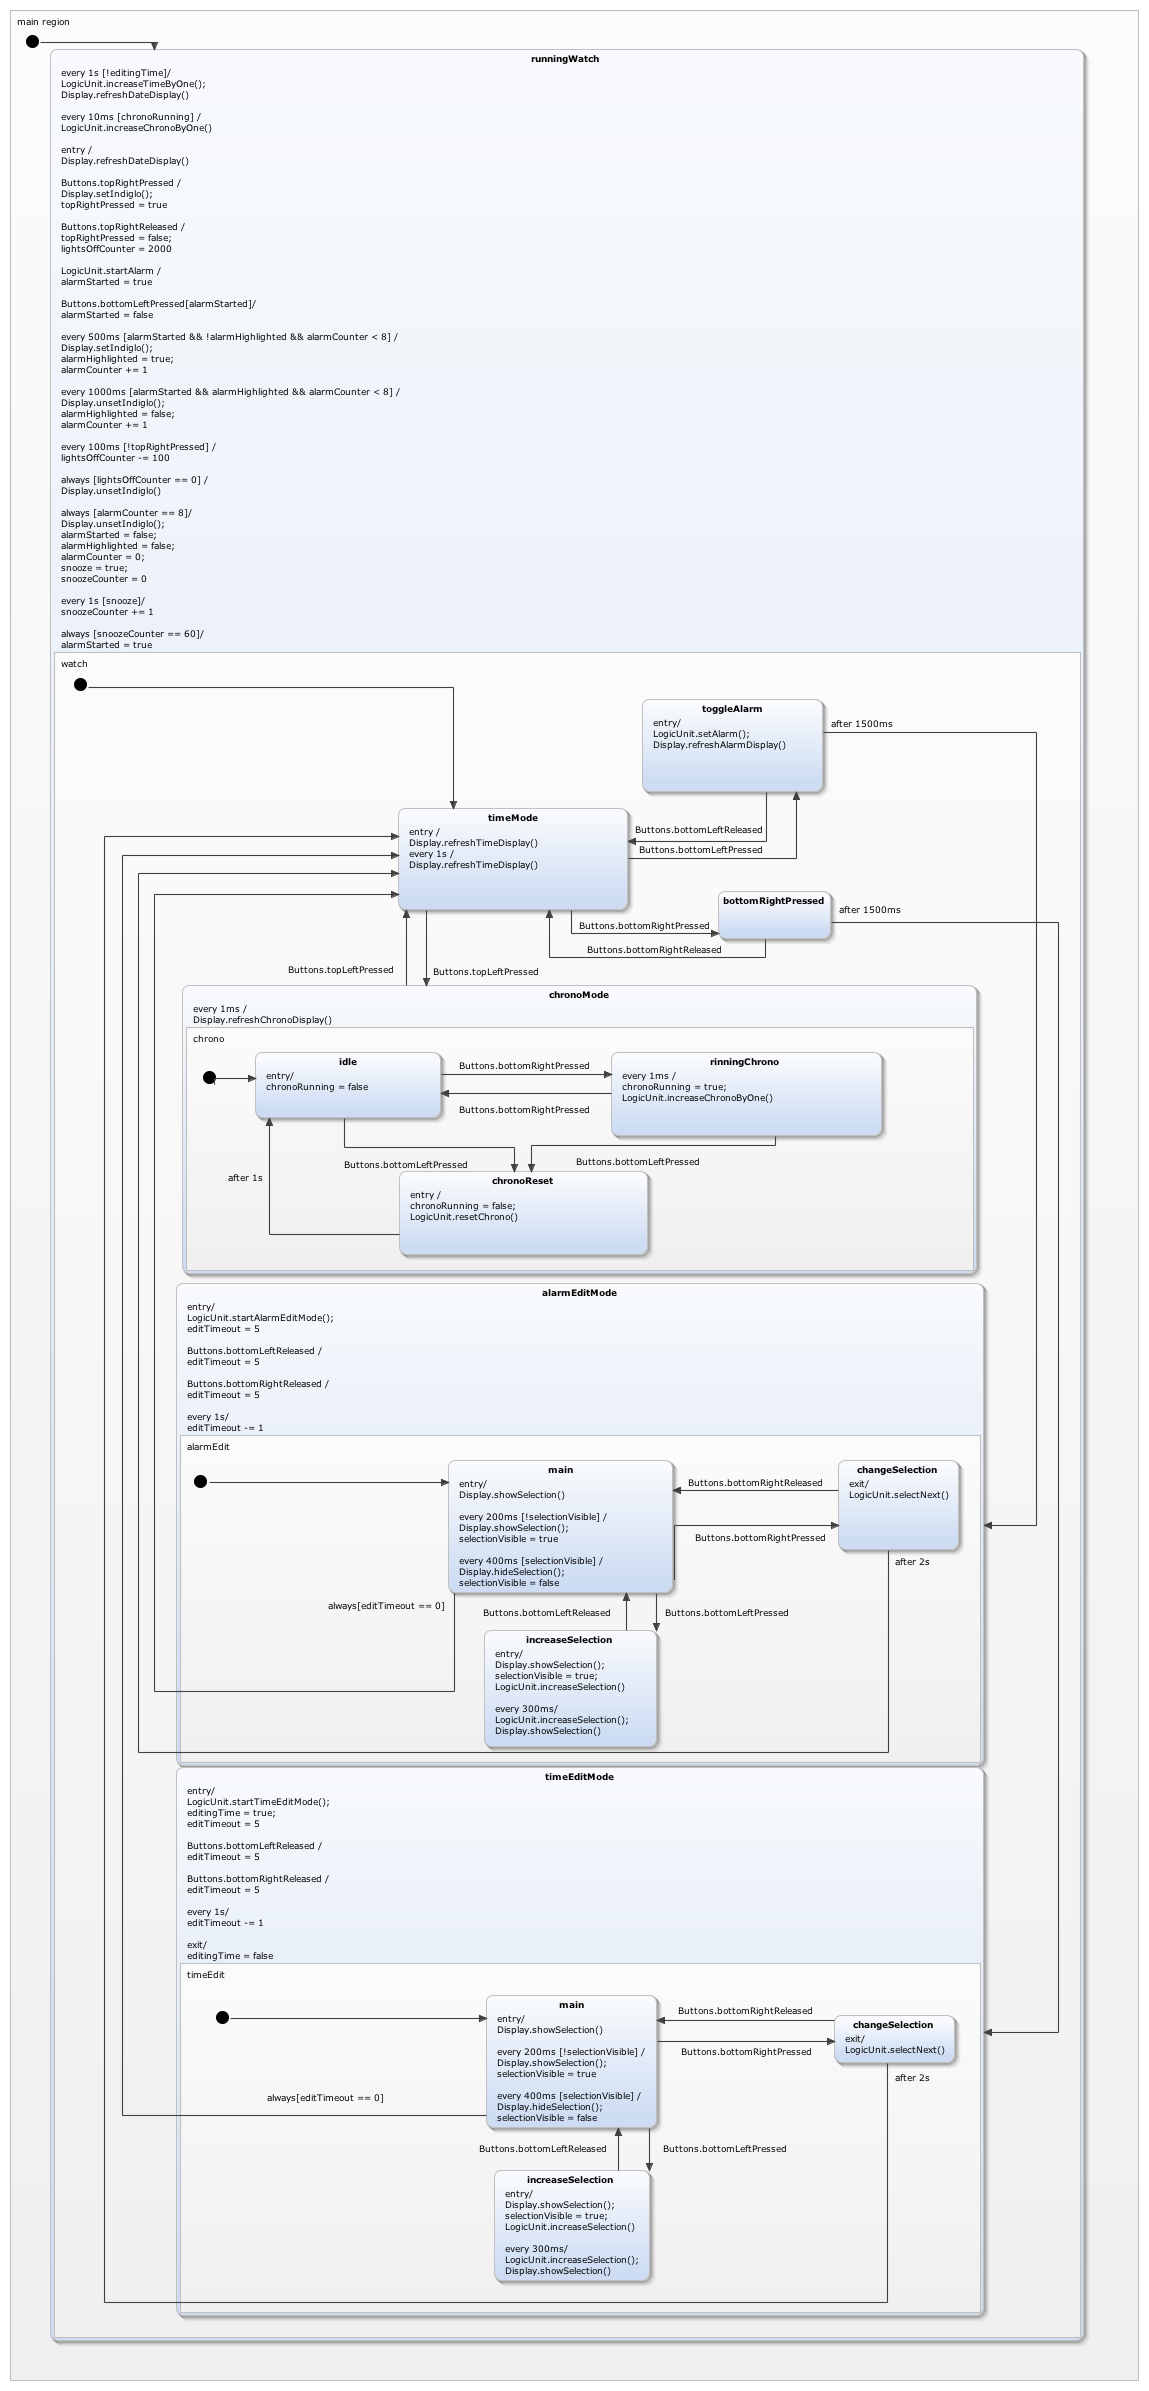 main region
runningWatch
every 1s [!editingTime]/
LogicUnit.increaseTimeByOne();
Display.refreshDateDisplay()
every 10ms [chronoRunning] /
LogicUnit.increaseChronoByOne()
entry /
Display.refreshDateDisplay()
Buttons.topRightPressed /
Display.setIndiglo();
topRightPressed = true
Buttons.topRightReleased /
topRightPressed = false;
lightsOffCounter = 2000
LogicUnit.startAlarm /
alarmStarted = true
Buttons.bottomLeftPressed[alarmStarted]/
alarmStarted = false
every 500ms [alarmStarted && !alarmHighlighted && alarmCounter < 8] /
Display.setIndiglo();
alarmHighlighted = true;
alarmCounter += 1
every 1000ms [alarmStarted && alarmHighlighted && alarmCounter < 8] /
Display.unsetIndiglo();
alarmHighlighted = false;
alarmCounter += 1
every 100ms [!topRightPressed] /
lightsOffCounter -= 100
always [lightsOffCounter == 0] /
Display.unsetIndiglo()
always [alarmCounter == 8]/
Display.unsetIndiglo();
alarmStarted = false;
alarmHighlighted = false;
alarmCounter = 0;
snooze = true;
snoozeCounter = 0
every 1s [snooze]/
snoozeCounter += 1
always [snoozeCounter == 60]/
alarmStarted = true
watch
toggleAlarm
entry/
LogicUnit.setAlarm();
Display.refreshAlarmDisplay()
after 1500ms
timeMode
entry /
Display.refreshTimeDisplay()
every 1s /
Display.refreshTimeDisplay()
Buttons.bottomLeftReleased
Buttons.bottomLeftPressed
bottomRightPressed
after 1500ms
Buttons.bottomRightPressed
Buttons.bottomRightReleased
Buttons.topLeftPressed
Buttons.topLeftPressed
chronoMode
every 1ms /
Display.refreshChronoDisplay()
chrono
idle
entry/
chronoRunning = false
Buttons.bottomRightPressed
Buttons.bottomRightPressed
rinningChrono
every 1ms /
chronoRunning = true;
LogicUnit.increaseChronoByOne()
Buttons.bottomLeftPressed
Buttons.bottomLeftPressed
after 1s
chronoReset
entry /
chronoRunning = false;
LogicUnit.resetChrono()
alarmEditMode
entry/
LogicUnit.startAlarmEditMode();
editTimeout = 5
Buttons.bottomLeftReleased /
editTimeout = 5
Buttons.bottomRightReleased /
editTimeout = 5
every 1s/
editTimeout -= 1
alarmEdit
main
entry/
Display.showSelection()
every 200ms [!selectionVisible] /
Display.showSelection();
selectionVisible = true
every 400ms [selectionVisible] /
Display.hideSelection();
selectionVisible = false
Buttons.bottomRightReleased
Buttons.bottomRightPressed
changeSelection
exit/
LogicUnit.selectNext()
after 2s
always[editTimeout == 0]
Buttons.bottomLeftReleased
Buttons.bottomLeftPressed
increaseSelection
entry/
Display.showSelection();
selectionVisible = true;
LogicUnit.increaseSelection()
every 300ms/
LogicUnit.increaseSelection();
Display.showSelection()
timeEditMode
entry/
LogicUnit.startTimeEditMode();
editingTime = true;
editTimeout = 5
Buttons.bottomLeftReleased /
editTimeout = 5
Buttons.bottomRightReleased /
editTimeout = 5
every 1s/
editTimeout -= 1
exit/
editingTime = false
timeEdit
main
entry/
Display.showSelection()
every 200ms [!selectionVisible] /
Display.showSelection();
selectionVisible = true
every 400ms [selectionVisible] /
Display.hideSelection();
selectionVisible = false
Buttons.bottomRightReleased
Buttons.bottomRightPressed
changeSelection
exit/
LogicUnit.selectNext()
after 2s
always[editTimeout == 0]
Buttons.bottomLeftReleased
Buttons.bottomLeftPressed
increaseSelection
entry/
Display.showSelection();
selectionVisible = true;
LogicUnit.increaseSelection()
every 300ms/
LogicUnit.increaseSelection();
Display.showSelection()